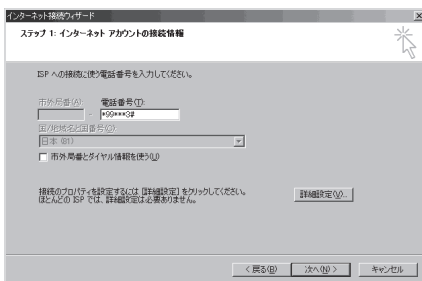 インターネット接続ウィザード
ステップ 1: インターネット アカウントの接続情報
ISP への接続に使う電話番号を入力してください。
市外局番(A): 電話番号(T):
- *99***3#
国/地域名と国番号(O):
日本 (81)
市外局番とダイヤル情報を使う(U)
接続のプロパティを設定するには [詳細設定] をクリックしてください。
ほとんどの ISP では、詳細設定は必要ありません。
詳細設定(V)...
< 戻る(B) 次へ(N) > キャンセル